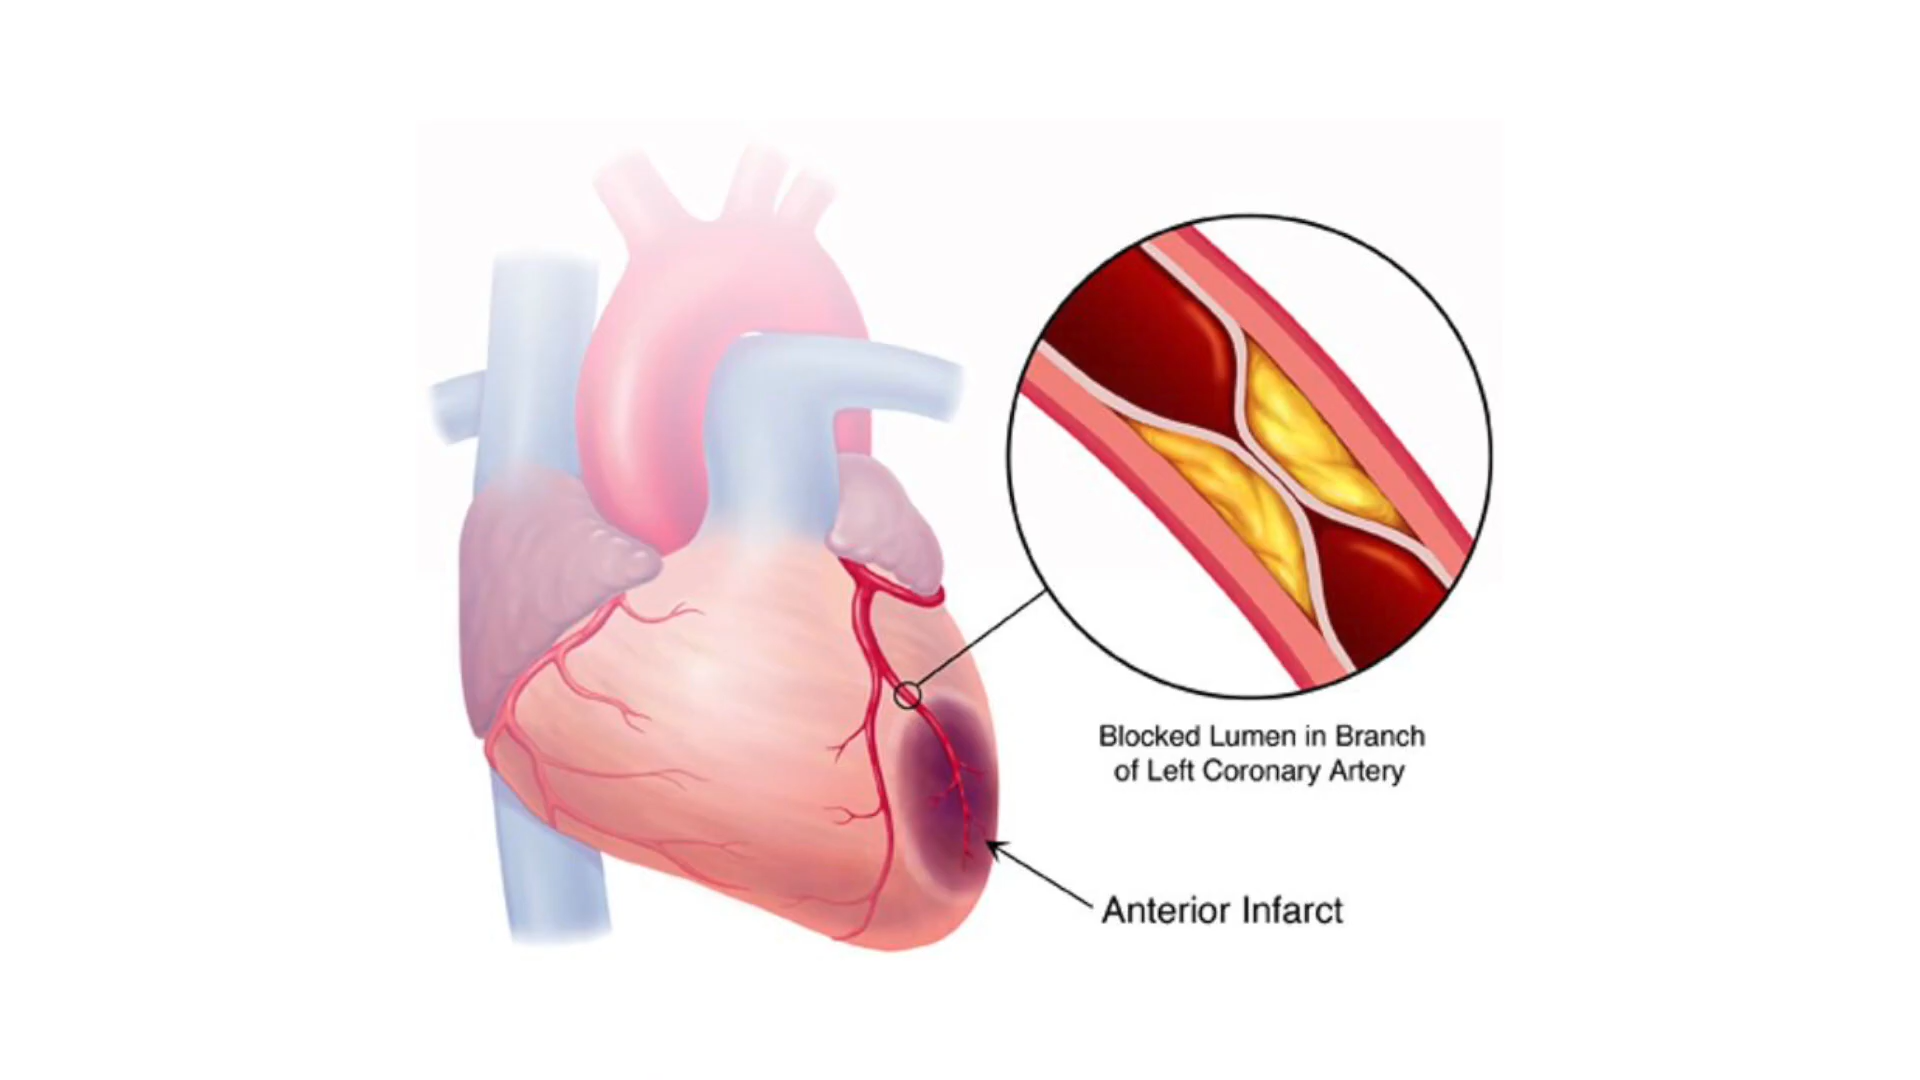 Blocked Lumen in Branch
of Left Coronary Artery
Anterior Infarct